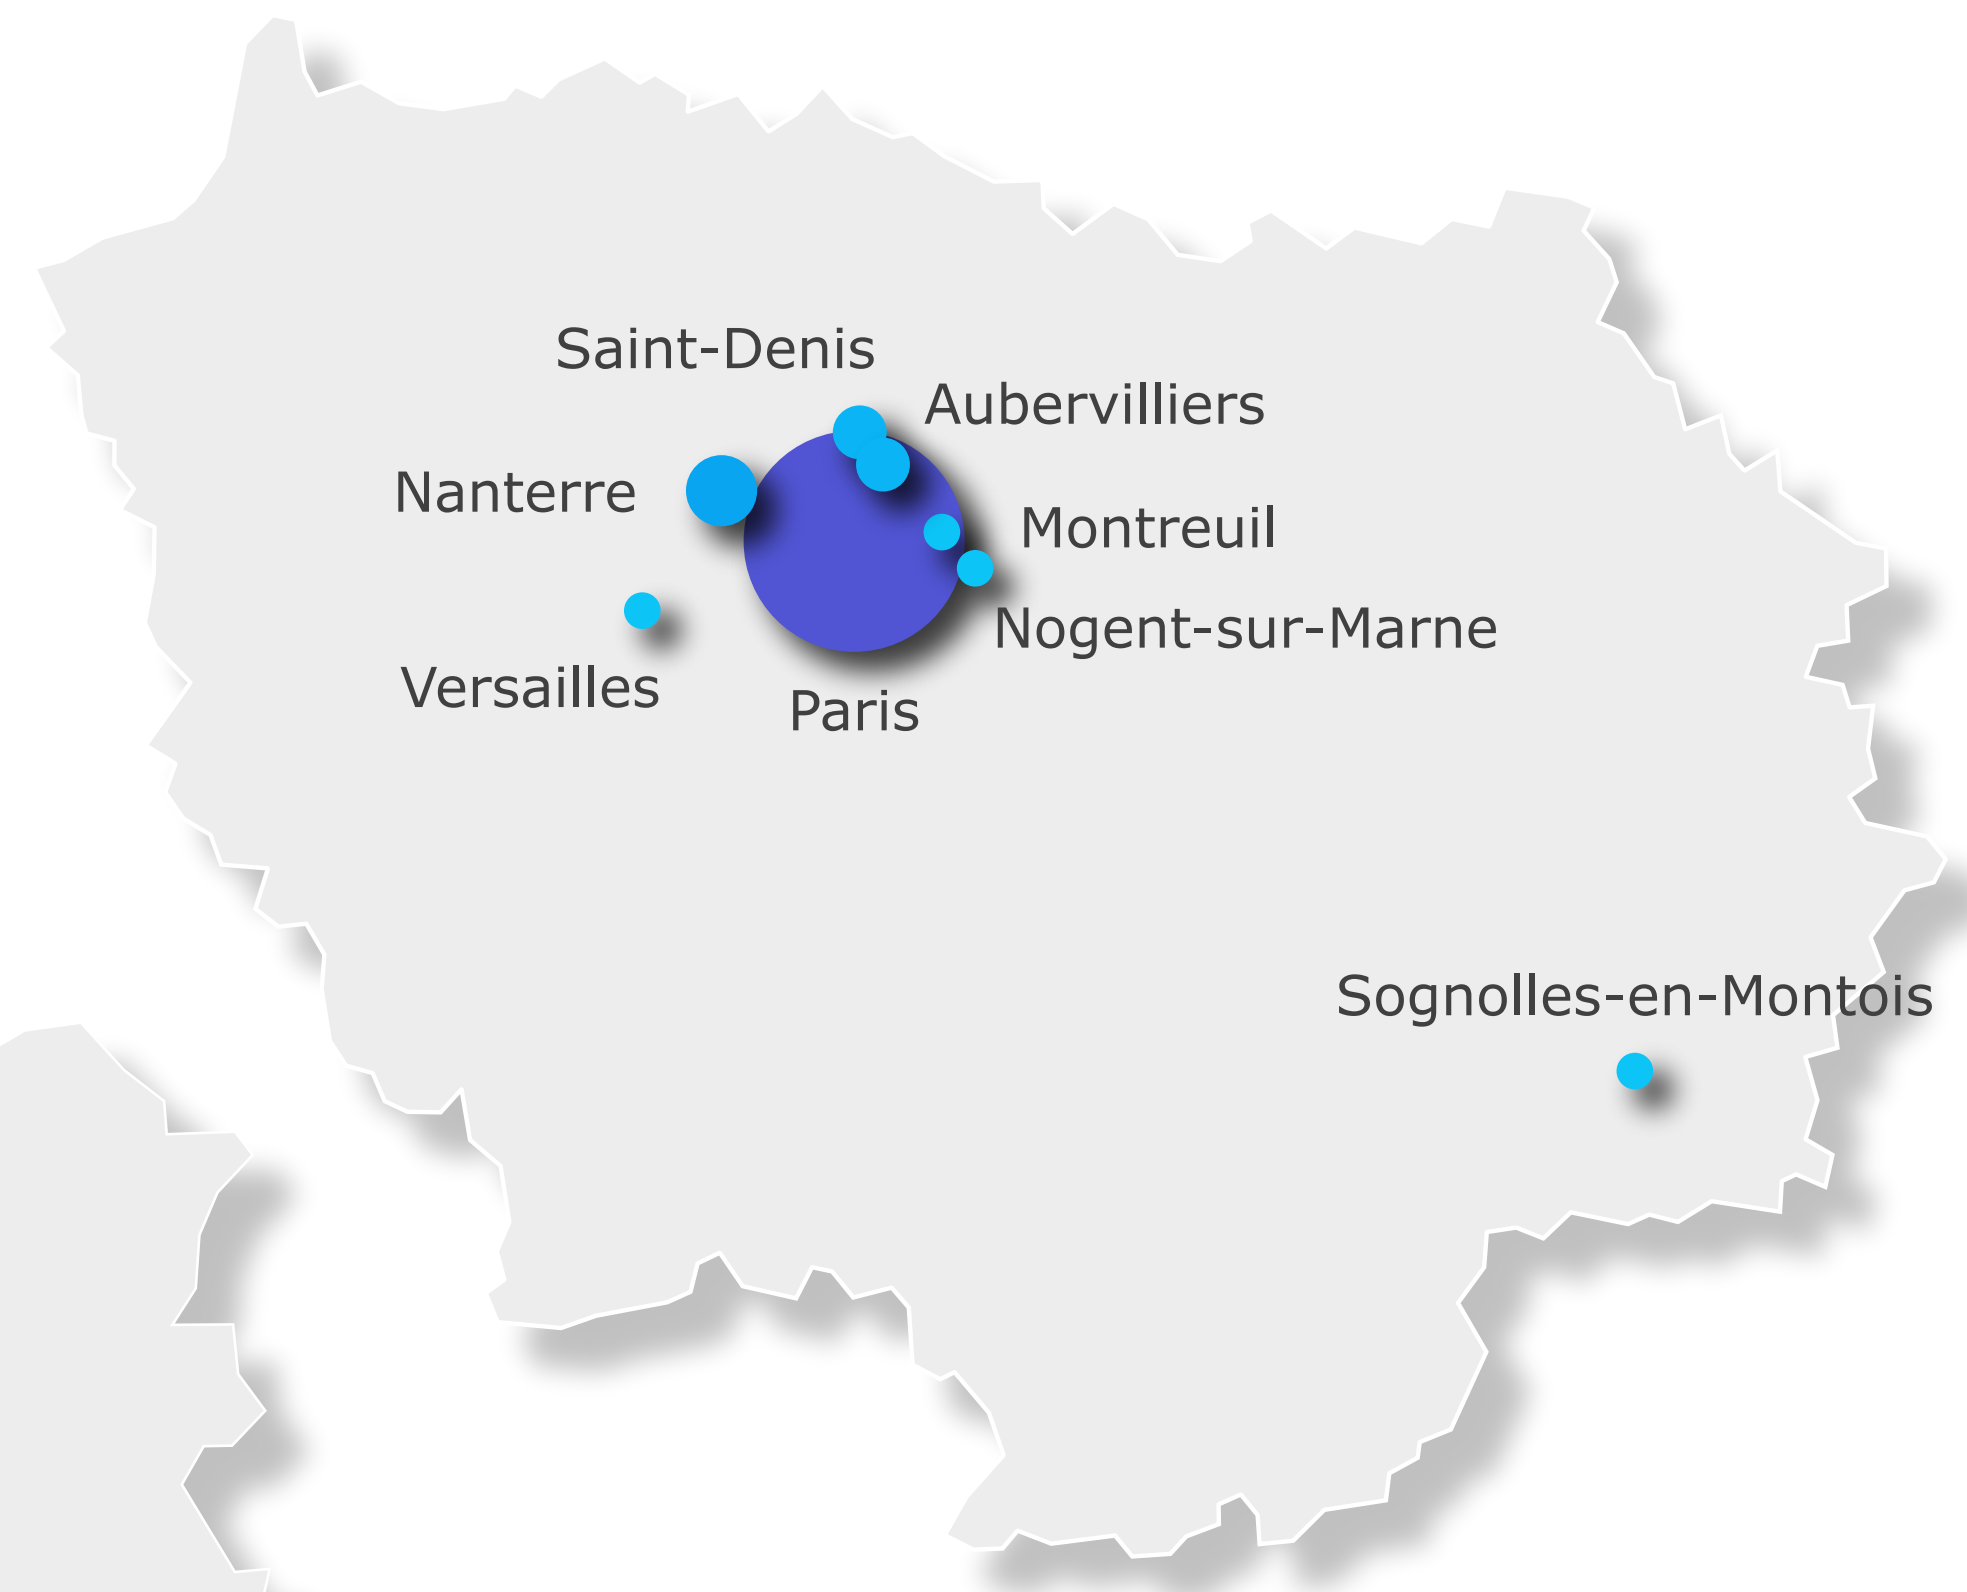 Saint-Denis
Aubervilliers
Nanterre
Montreuil
Nogent-sur-Marne
Versailles
Paris
Sognolles-en-Montois